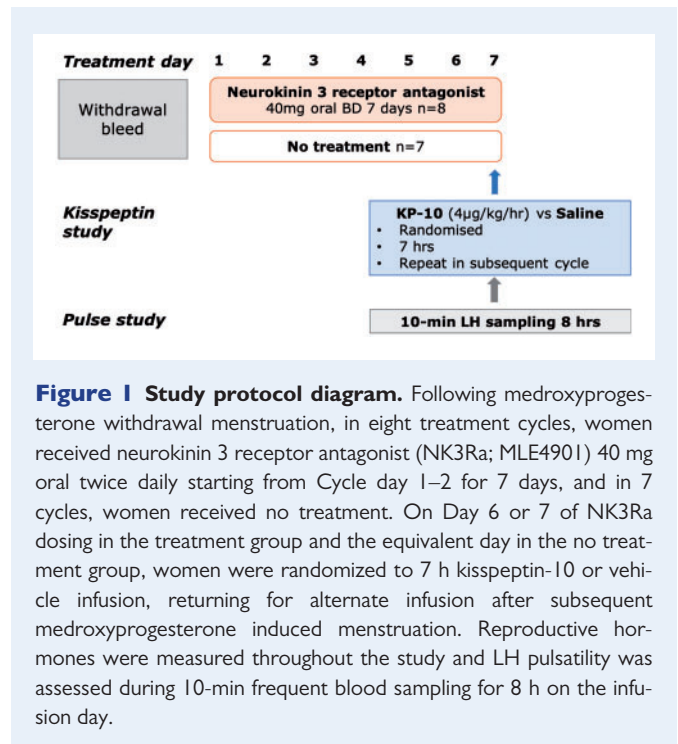 Treatment day 1 2 3 4 5 6 7
Withdrawal
bleed
Neurokinin 3 receptor antagonist
40mg oral BD 7 days n=8
No treatment n=7
Kisspeptin
study
KP-10 (4µg/kg/hr) vs Saline
• Randomised
• 7 hrs
• Repeat in subsequent cycle
Pulse study
10-min LH sampling 8 hrs
Figure 1 Study protocol diagram. Following medroxyproges-
terone withdrawal menstruation, in eight treatment cycles, women
received neurokinin 3 receptor antagonist (NK3Ra; MLE4901) 40 mg
oral twice daily starting from Cycle day 1–2 for 7 days, and in 7
cycles, women received no treatment. On Day 6 or 7 of NK3Ra
dosing in the treatment group and the equivalent day in the no treat-
ment group, women were randomized to 7 h kisspeptin-10 or vehi-
cle infusion, returning for alternate infusion after subsequent
medroxyprogesterone induced menstruation. Reproductive hor-
mones were measured throughout the study and LH pulsatility was
assessed during 10-min frequent blood sampling for 8 h on the infu-
sion day.